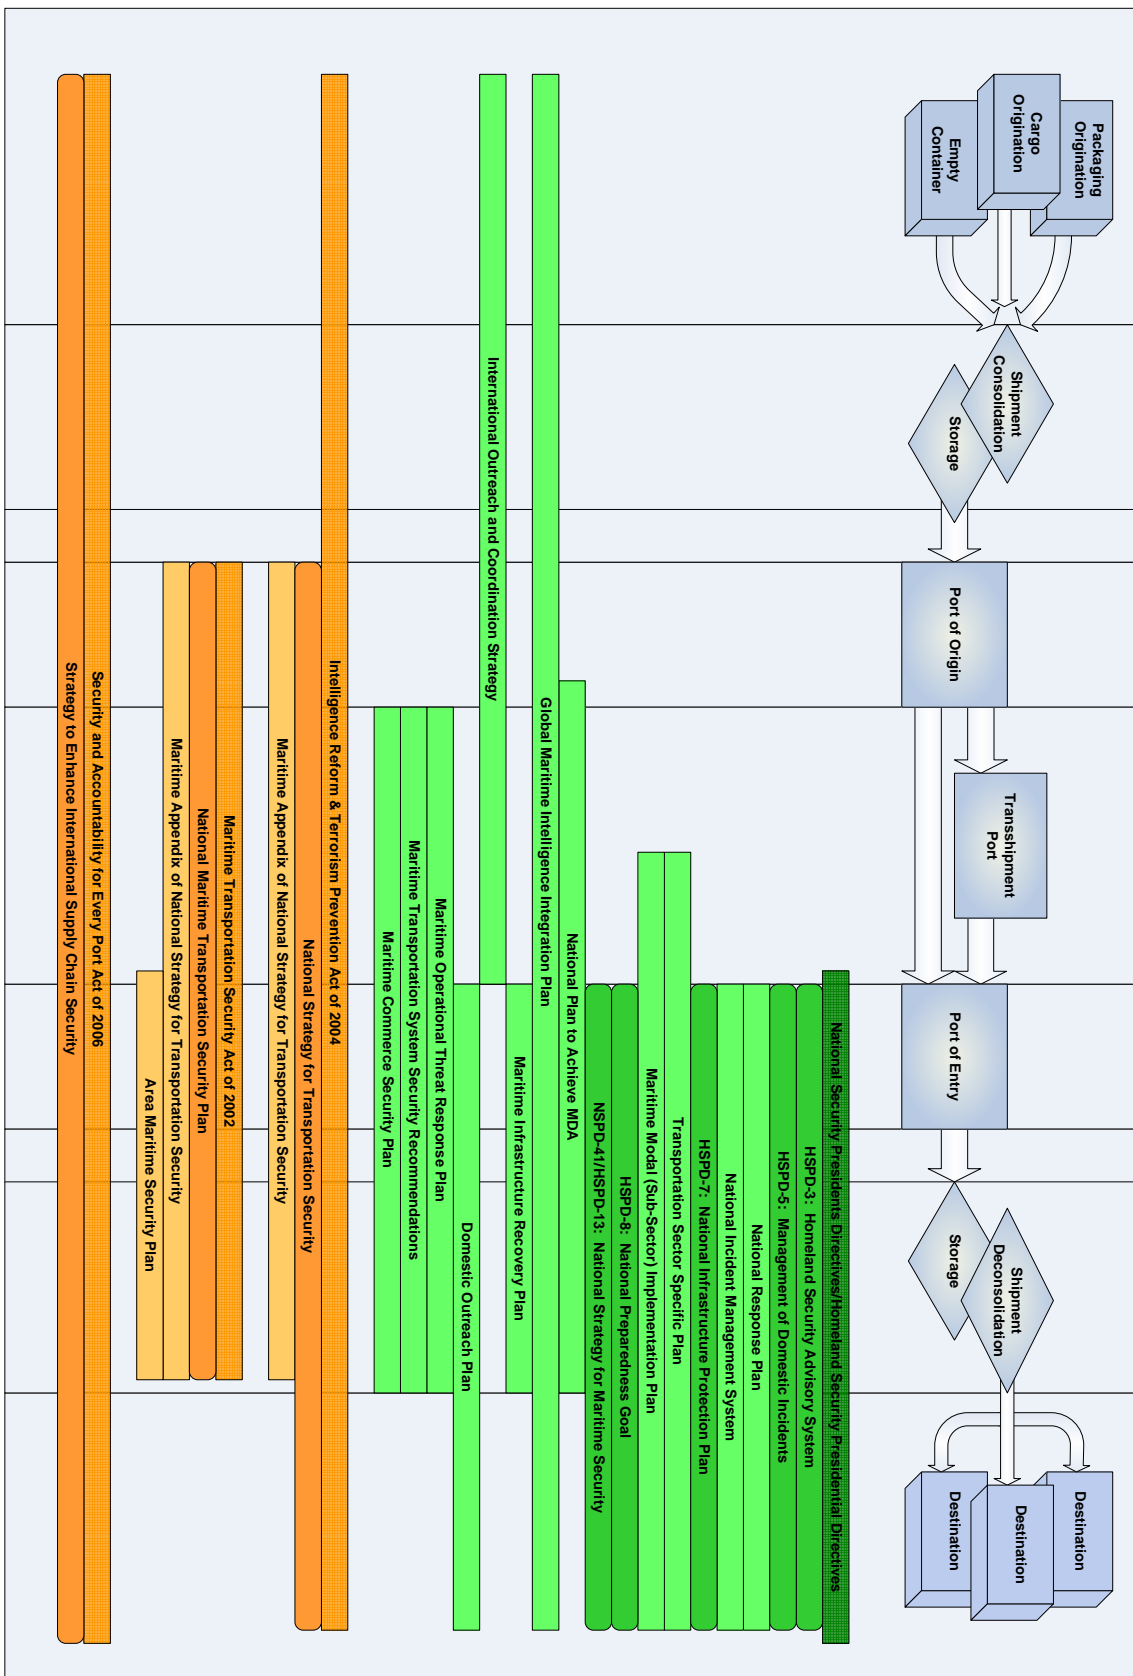 Packaging
Origination
Cargo
Origination
Empty
Container
Shipment
Consolidation
Storage
Port of Origin
Transshipment
Port
Port of Entry
Storage
Shipment
Deconsolidation
Destination
Destination
Destination
National Security Presidents Directives/Homeland Security Presidential Directives
HSPD-3: Homeland Security Advisory System
HSPD-5: Management of Domestic Incidents
National Response Plan
National Incident Management System
HSPD-7: National Infrastructure Protection Plan
Transportation Sector Specific Plan
Maritime Modal (Sub-Sector) Implementation Plan
HSPD-8: National Preparedness Goal
NSPD-41/HSPD-13: National Strategy for Maritime Security
National Plan to Achieve MDA
Global Maritime Intelligence Integration Plan
Maritime Infrastructure Recovery Plan
International Outreach and Coordination Strategy
Domestic Outreach Plan
Maritime Operational Threat Response Plan
Maritime Transportation System Security Recommendations
Maritime Commerce Security Plan
Intelligence Reform & Terrorism Prevention Act of 2004
National Strategy for Transportation Security
Maritime Appendix of National Strategy for Transportation Security
Maritime Transportation Security Act of 2002
National Maritime Transportation Security Plan
Maritime Appendix of National Strategy for Transportation Security
Area Maritime Security Plan
Security and Accountability for Every Port Act of 2006
Strategy to Enhance International Supply Chain Security